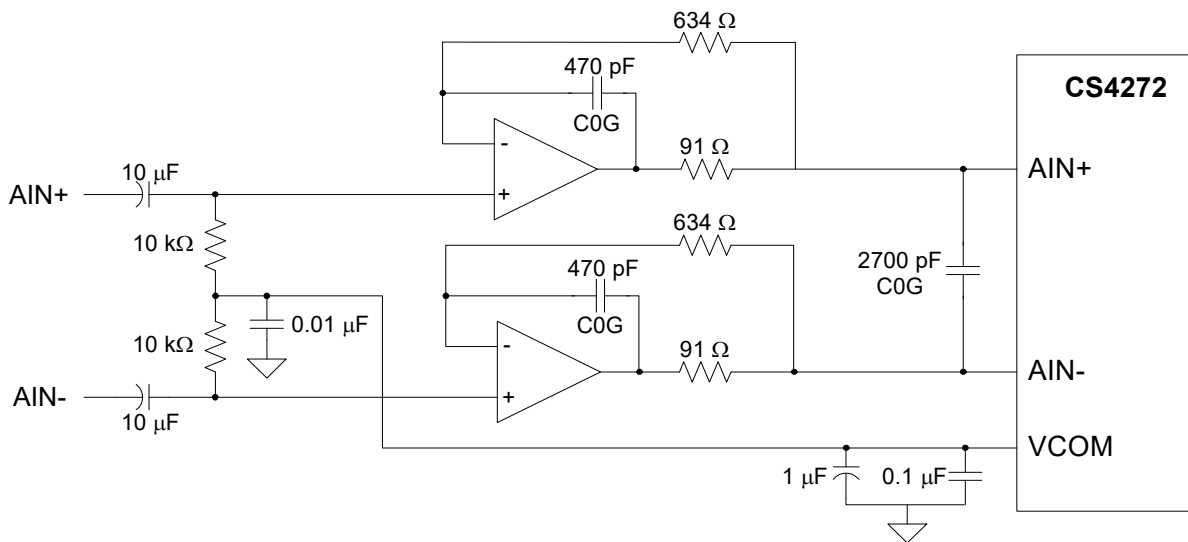 634 Ω
470 pF
C0G
CS4272
91 Ω
10 µF
AIN+
AIN+
10 kΩ
634 Ω
470 pF
C0G
2700 pF
C0G
0.01 µF
10 kΩ
91 Ω
AIN-
10 µF
AIN-
VCOM
1 µF
0.1 µF
-
+
-
+